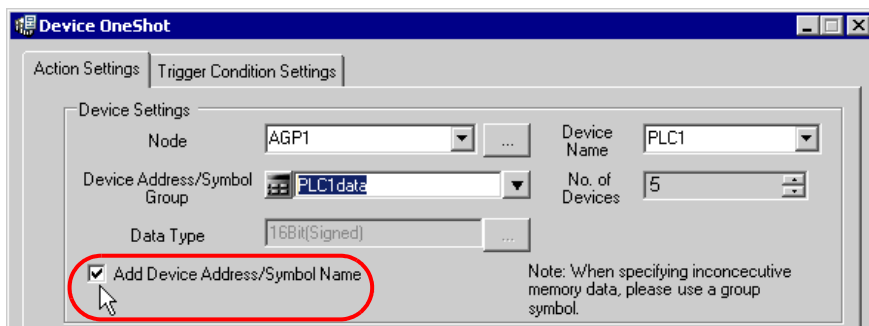 Device OneShot
Action Settings Trigger Condition Settings
Device Settings
Node AGP1 ... Device Name PLC1
Device Address/Symbol Group PLC1data No. of Devices 5
Data Type 16Bit(Signed) ...
Add Device Address/Symbol Name
Note: When specifying inconcecutive
memory data, please use a group
symbol.